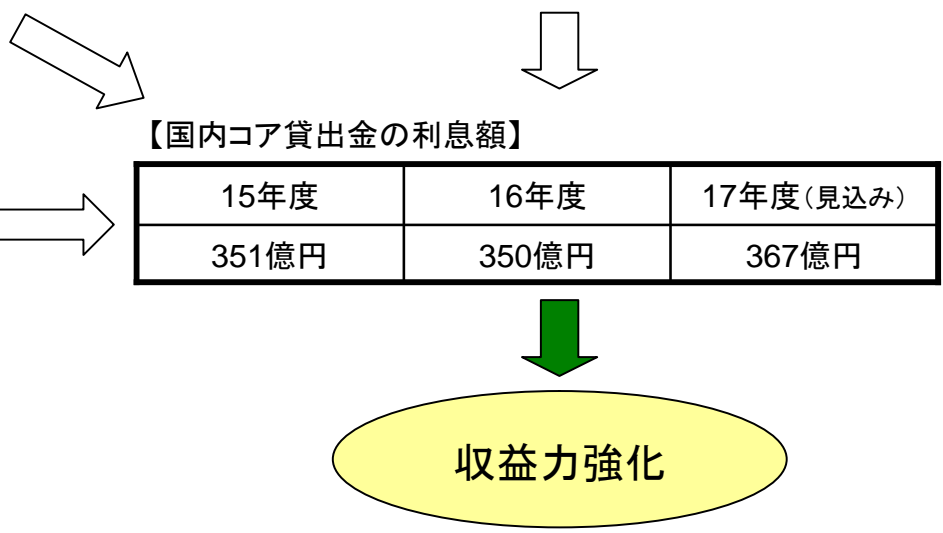 【国内コア貸出金の利息額】
15年度 16年度 17年度(見込み)
351億円 350億円 367億円
収益力強化